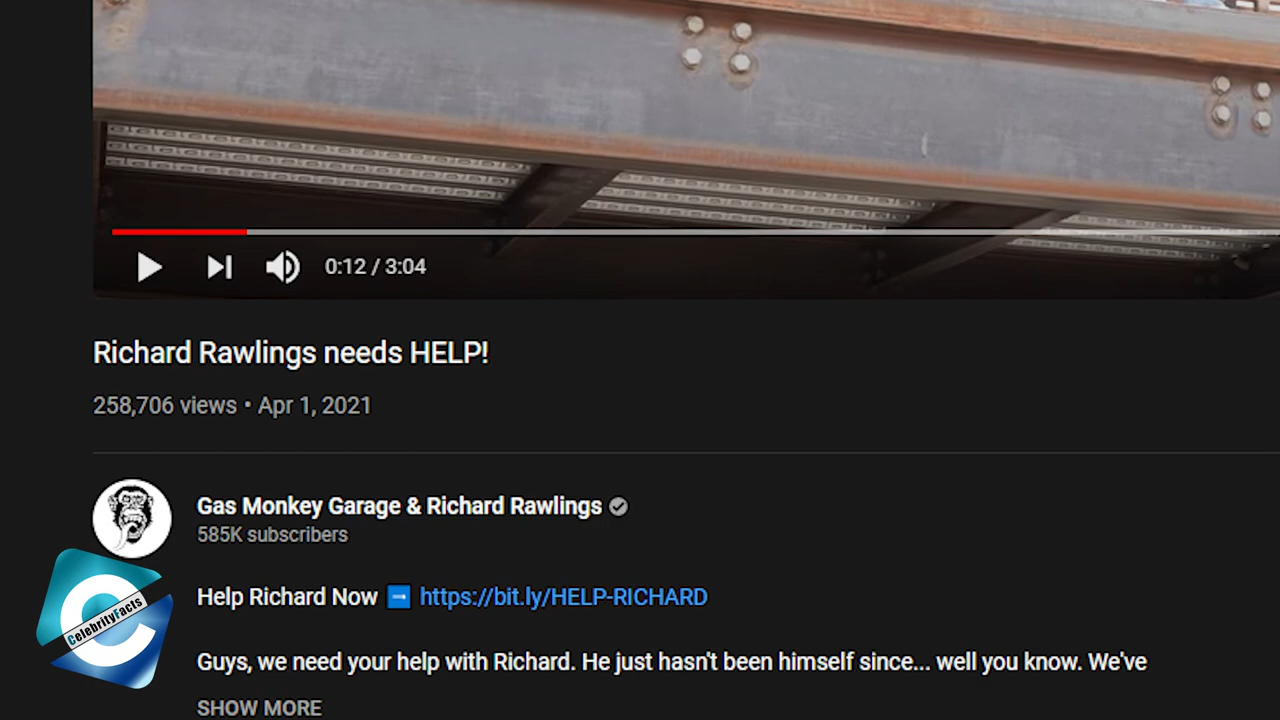 0:12 / 3:04
Richard Rawlings needs HELP!
258,706 views • Apr 1, 2021
Gas Monkey Garage & Richard Rawlings
585K subscribers
Help Richard Now ➡ https://bit.ly/HELP-RICHARD
CelebrityFacts
Guys, we need your help with Richard. He just hasn't been himself since... well you know. We've
SHOW MORE